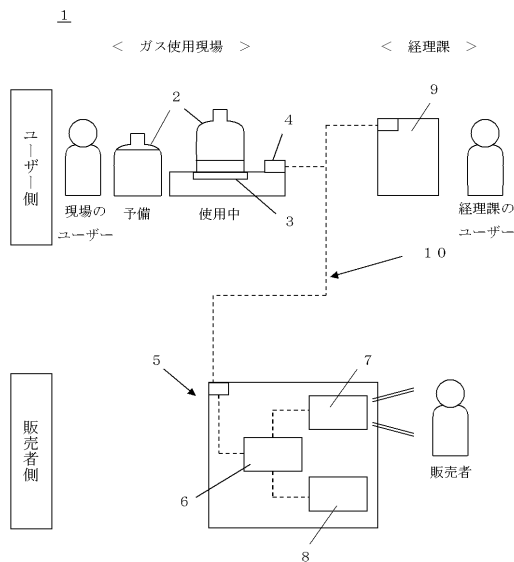 １
＜ ガス使用現場 ＞
＜ 経理課 ＞
２
４
９
ユーザー側
現場の
ユーザー
予備
使用中
３
経理課の
ユーザー
１０
５
７
販売者側
販売者
６
８